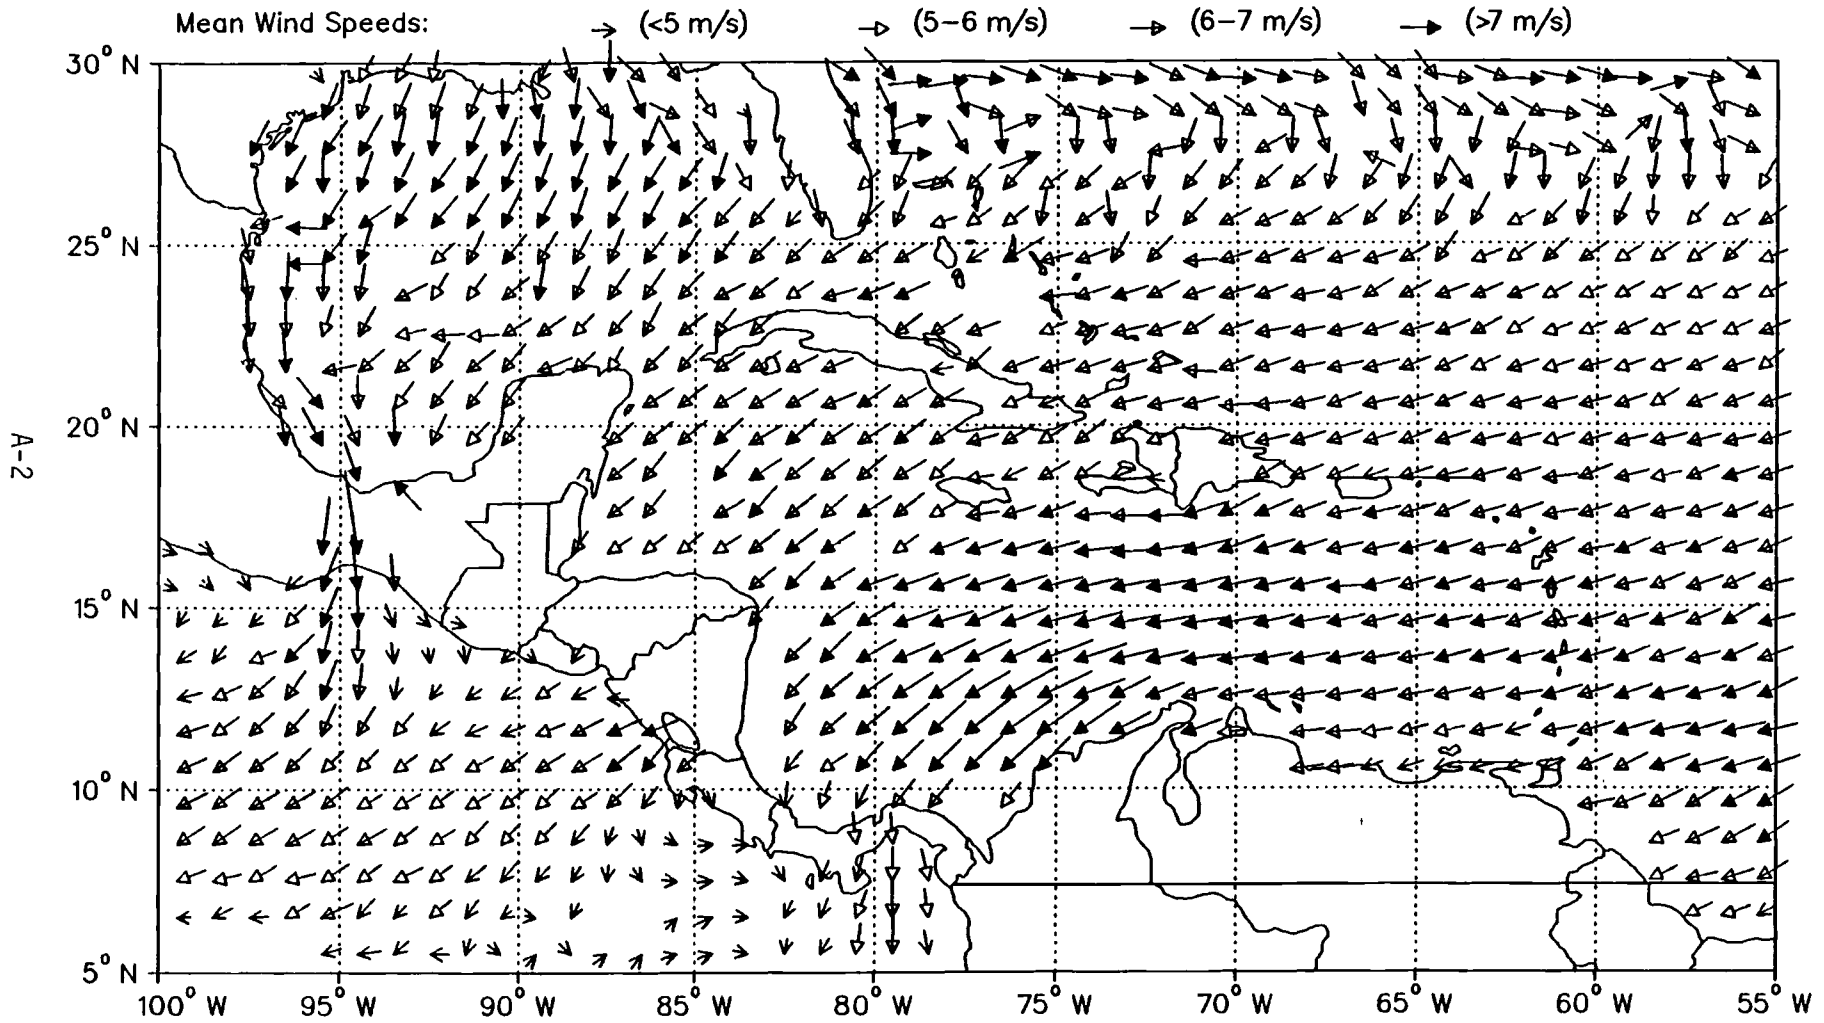 Mean Wind Speeds: (<5 m/s) (5–6 m/s) (6–7 m/s) (>7 m/s)
30° N
25° N
20° N
15° N
10° N
5° N
100° W 95° W 90° W 85° W 80° W 75° W 70° W 65° W 60° W 55° W
A-2